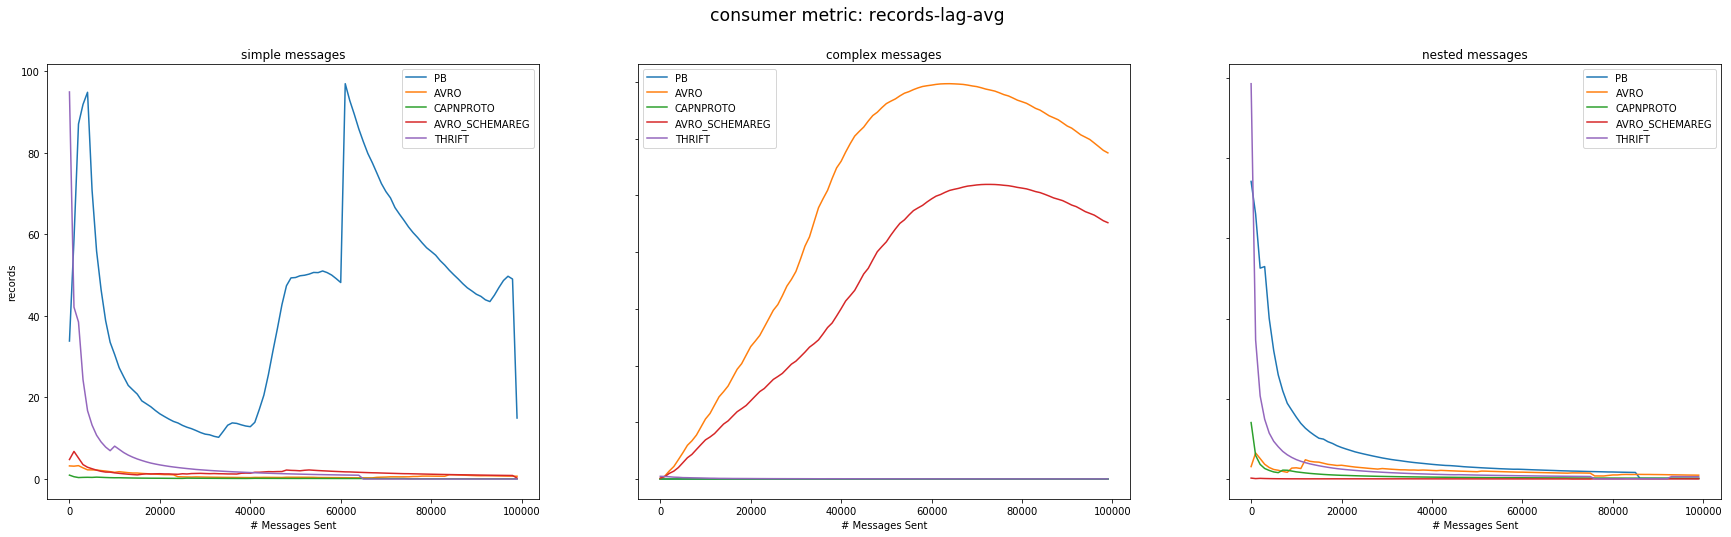 consumer metric: records-lag-avg
simple messages
100
80
60
40
20
0
records
0 20000 40000 60000 80000 100000
# Messages Sent
PB
AVRO
CAPNPROTO
AVRO_SCHEMAREG
THRIFT
complex messages
PB
AVRO
CAPNPROTO
AVRO_SCHEMAREG
THRIFT
0 20000 40000 60000 80000 100000
# Messages Sent
nested messages
PB
AVRO
CAPNPROTO
AVRO_SCHEMAREG
THRIFT
0 20000 40000 60000 80000 100000
# Messages Sent